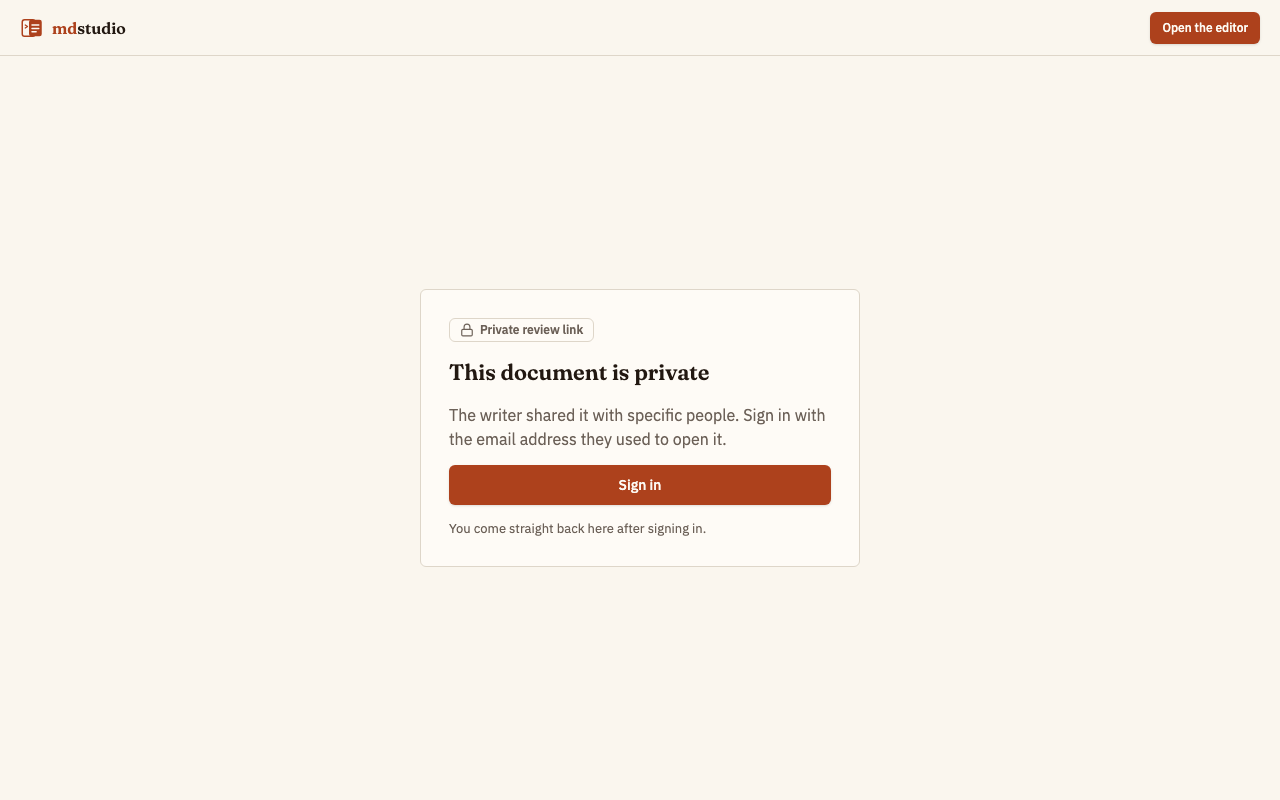 mdstudio
Open the editor
Private review link
This document is private
The writer shared it with specific people. Sign in with
the email address they used to open it.
Sign in
You come straight back here after signing in.